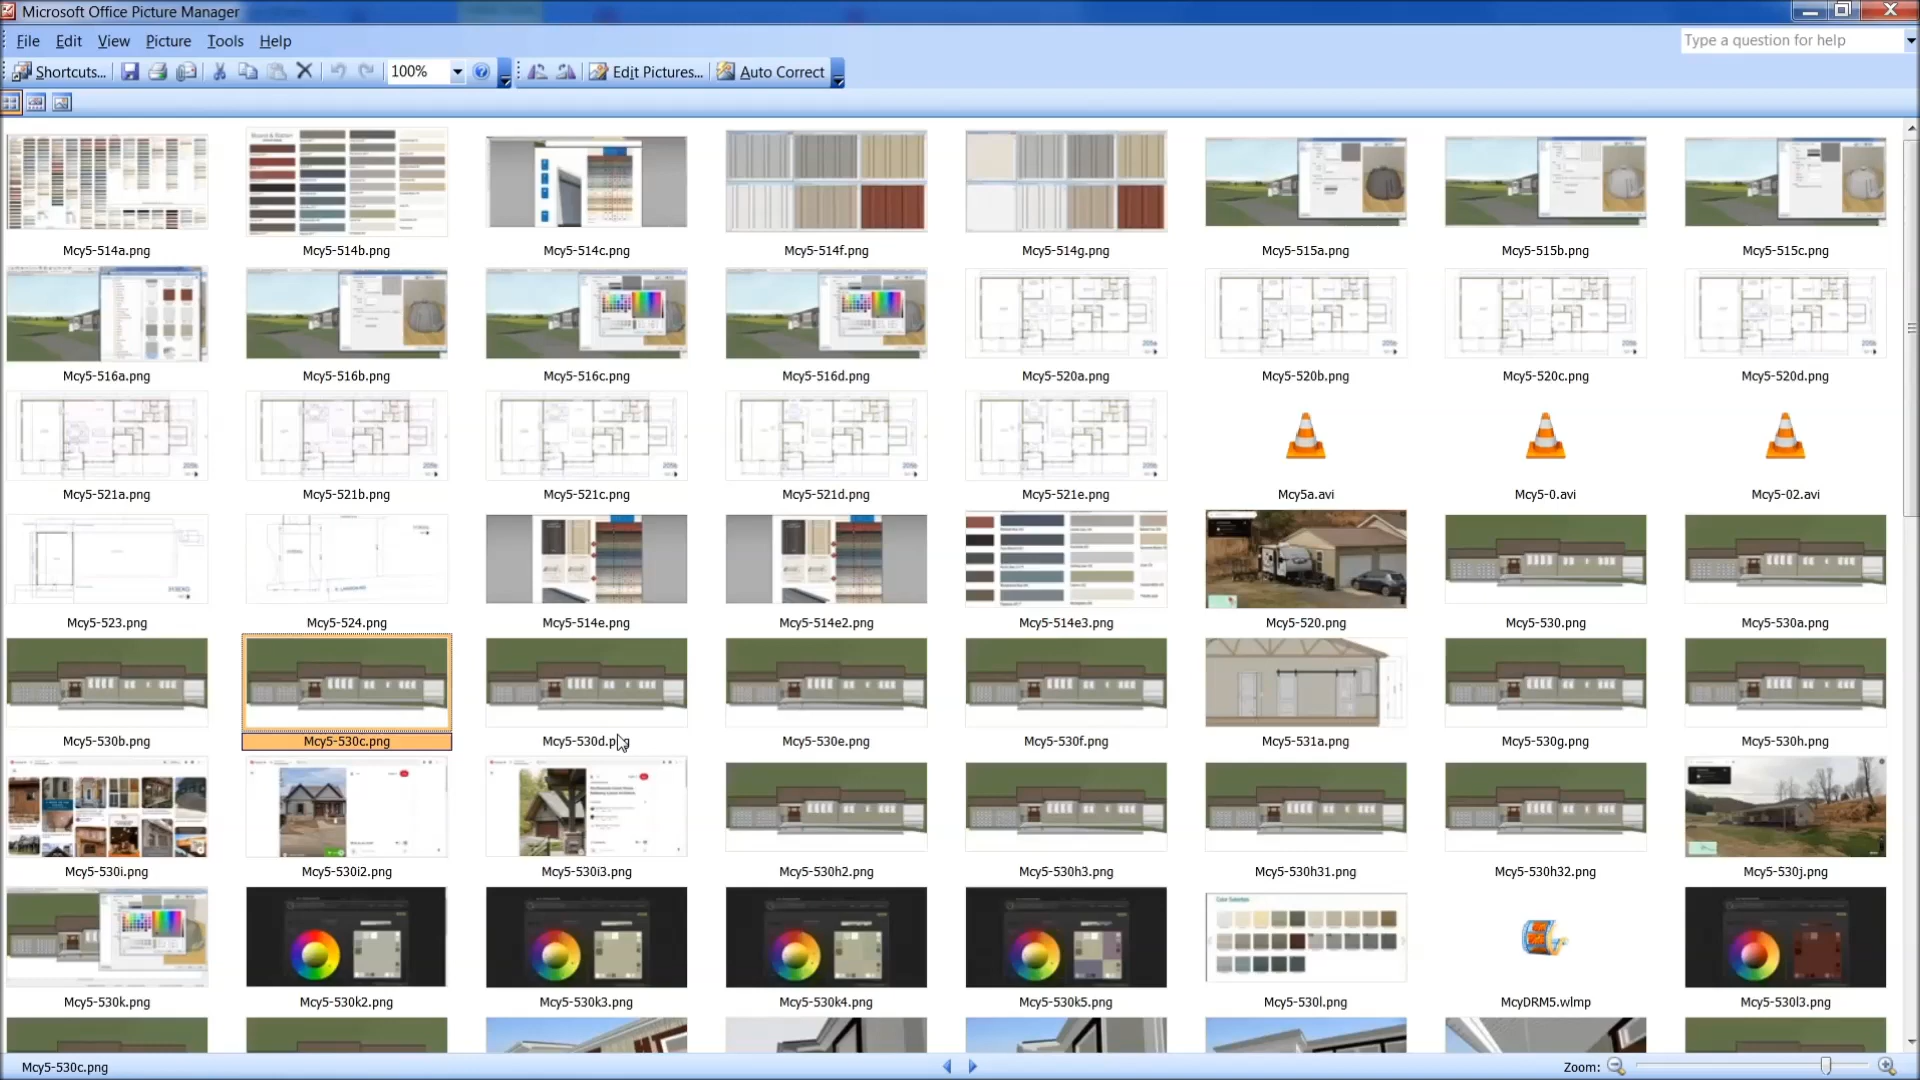 Microsoft Office Picture Manager
File Edit View Picture Tools Help
Type a question for help
Shortcuts... 100% Edit Pictures... Auto Correct
Mcy5-514a.png Mcy5-514b.png Mcy5-514c.png Mcy5-514f.png Mcy5-514g.png Mcy5-515a.png Mcy5-515b.png Mcy5-515c.png
Mcy5-516a.png Mcy5-516b.png Mcy5-516c.png Mcy5-516d.png Mcy5-520a.png Mcy5-520b.png Mcy5-520c.png Mcy5-520d.png
Mcy5-521a.png Mcy5-521b.png Mcy5-521c.png Mcy5-521d.png Mcy5-521e.png Mcy5a.avi Mcy5-0.avi Mcy5-02.avi
Mcy5-523.png Mcy5-524.png Mcy5-514e.png Mcy5-514e2.png Mcy5-514e3.png Mcy5-520.png Mcy5-530.png Mcy5-530a.png
Mcy5-530b.png Mcy5-530c.png Mcy5-530d.png Mcy5-530e.png Mcy5-530f.png Mcy5-531a.png Mcy5-530g.png Mcy5-530h.png
Mcy5-530i.png Mcy5-530i2.png Mcy5-530i3.png Mcy5-530h2.png Mcy5-530h3.png Mcy5-530h31.png Mcy5-530h32.png Mcy5-530j.png
Color Selection
Mcy5-530k.png Mcy5-530k2.png Mcy5-530k3.png Mcy5-530k4.png Mcy5-530k5.png Mcy5-530l.png McyDRM5.wlmp Mcy5-530l3.png
Mcy5-530c.png
Zoom: